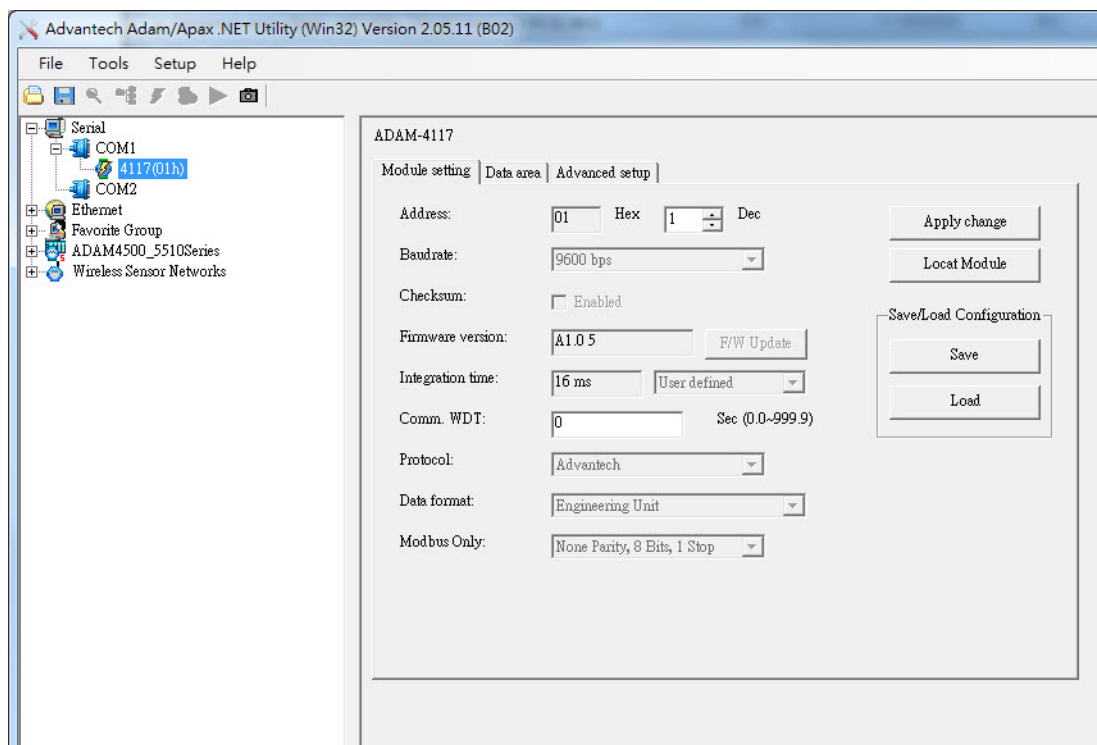 Advantech Adam/Apax .NET Utility (Win32) Version 2.05.11 (B02)
File Tools Setup Help
Serial
COM1
4117(01h)
COM2
Ethernet
Favorite Group
ADAM4500_5510Series
Wireless Sensor Networks
ADAM-4117
Module setting Data area Advanced setup
Address: 01 Hex 1 Dec
Baudrate: 9600 bps
Checksum: Enabled
Firmware version: A1.0 5 F/W Update
Integration time: 16 ms User defined
Comm. WDT: 0 Sec (0.0~999.9)
Protocol: Advantech
Data format: Engineering Unit
Modbus Only: None Parity, 8 Bits, 1 Stop
Apply change
Locat Module
Save/Load Configuration
Save
Load